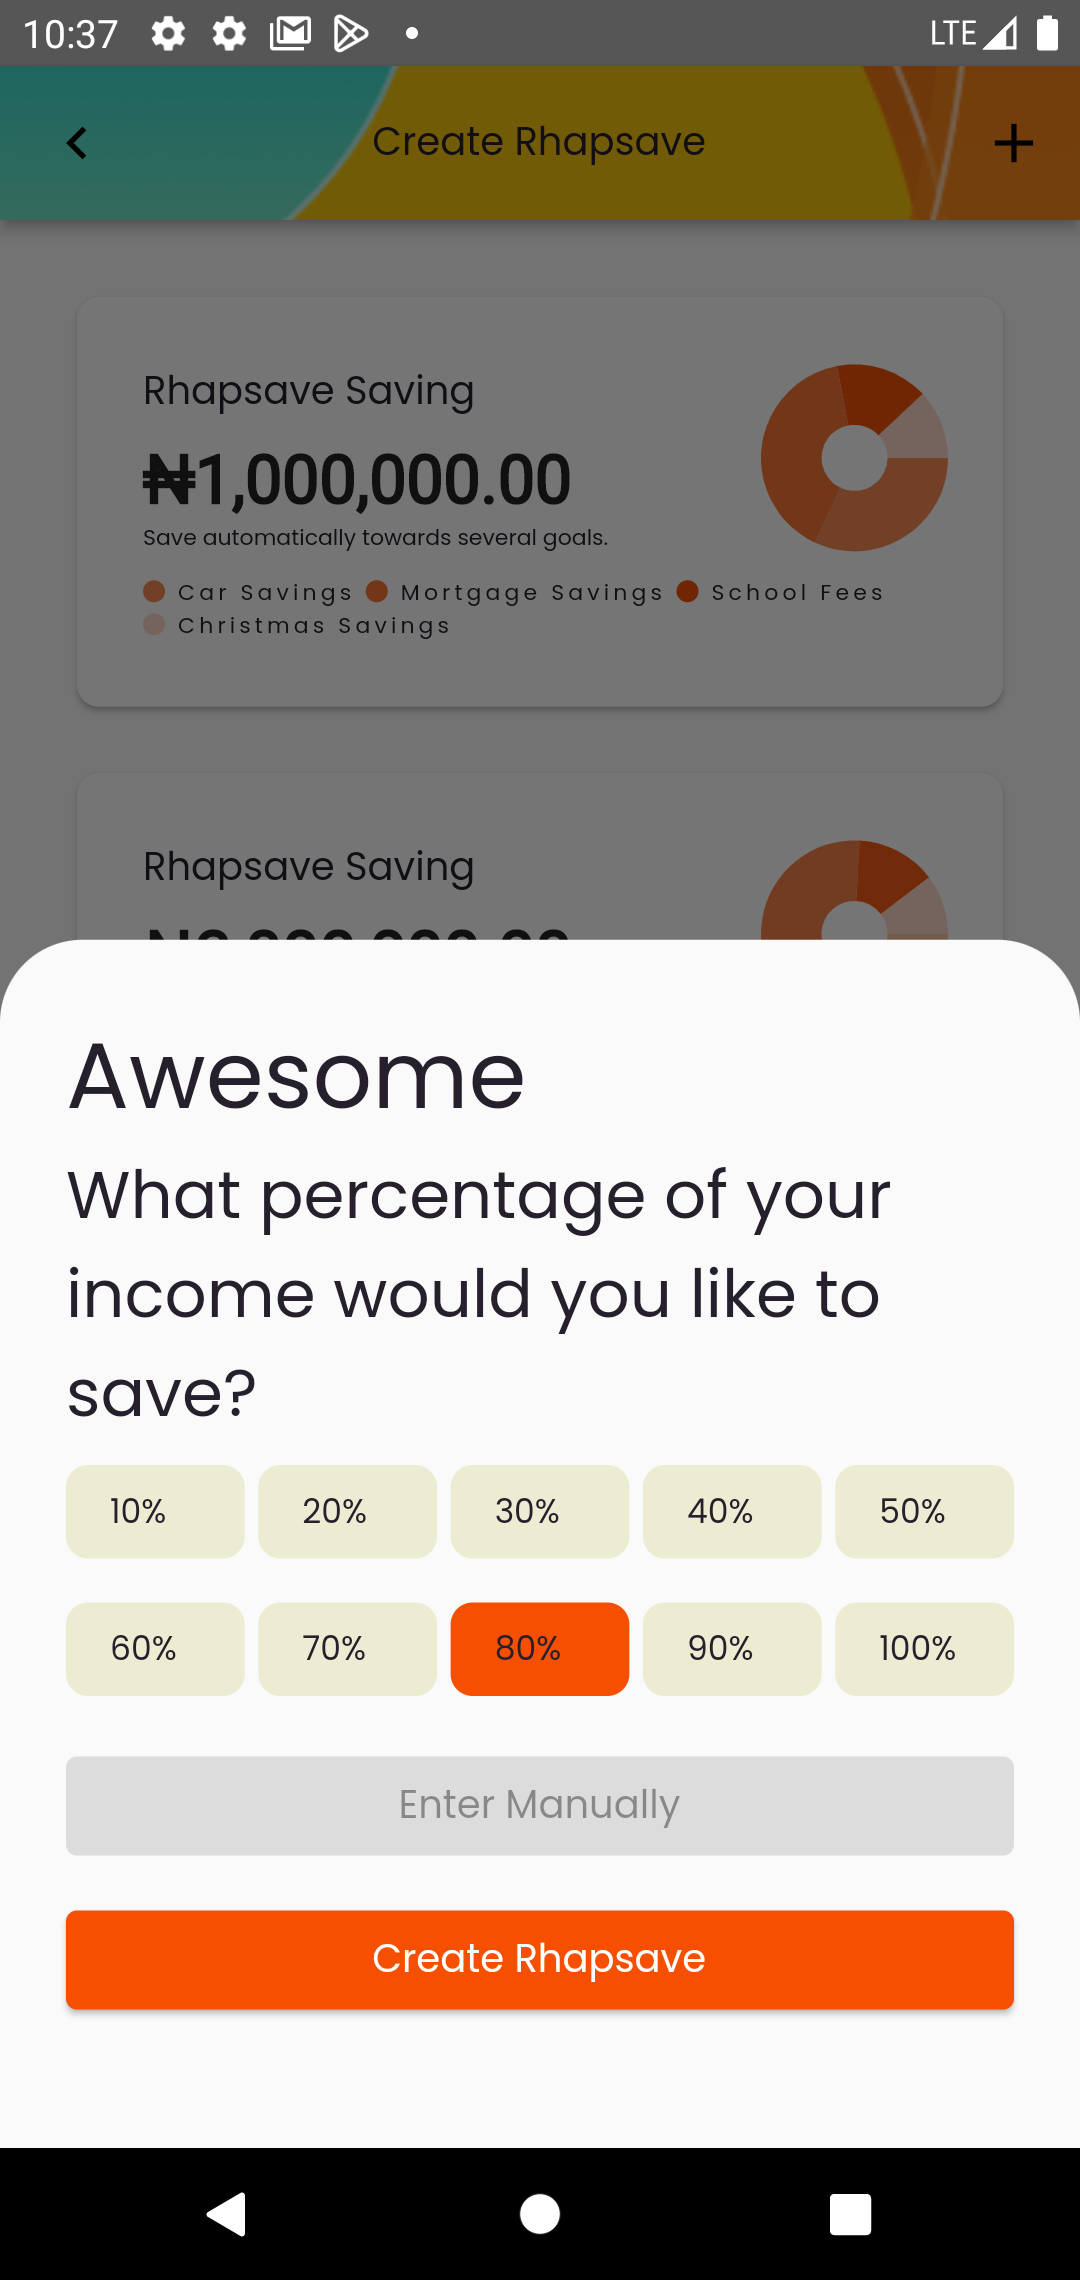 10:37
LTE
Create Rhapsave
Rhapsave Saving
₦1,000,000.00
Save automatically towards several goals.
Car Savings Mortgage Savings School Fees
Christmas Savings
Rhapsave Saving
Awesome
What percentage of your
income would you like to
save?
10% 20% 30% 40% 50%
60% 70% 80% 90% 100%
Enter Manually
Create Rhapsave